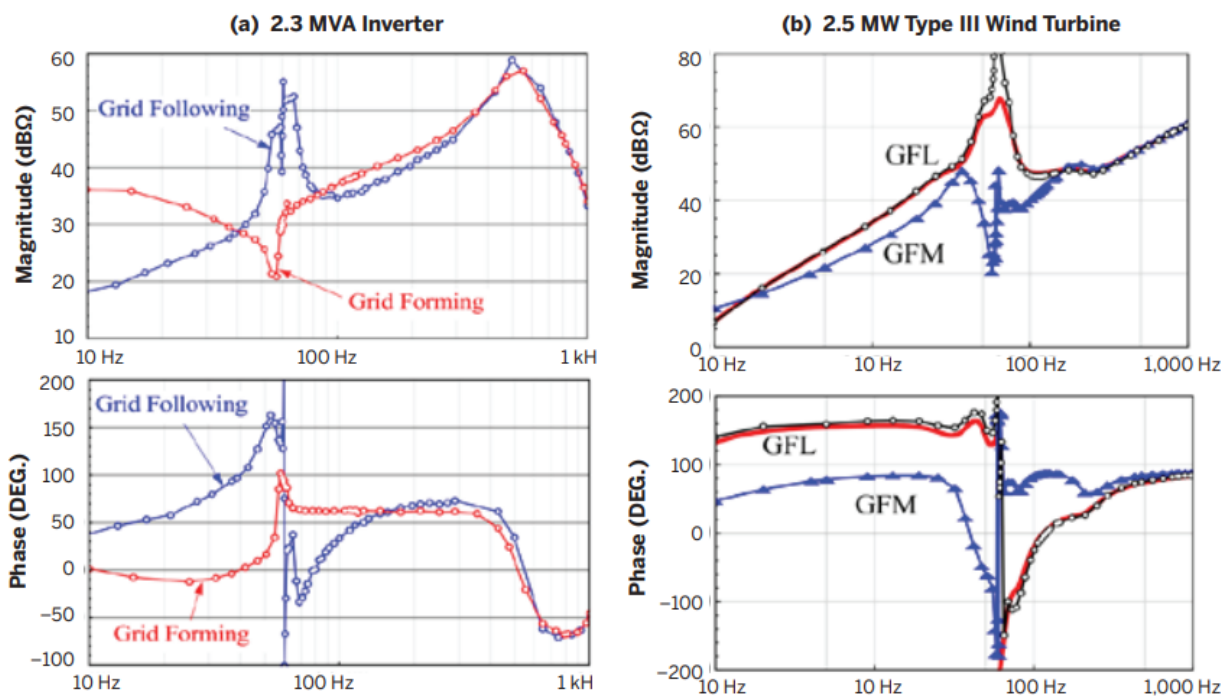 (a) 2.3 MVA Inverter
Magnitude (dBΩ)
60
50
40
30
20
10
Grid Following
Grid Forming
10 Hz 100 Hz 1 kH
Phase (DEG.)
200
150
100
50
0
–50
–100
Grid Following
Grid Forming
10 Hz 100 Hz 1 kH
(b) 2.5 MW Type III Wind Turbine
Magnitude (dBΩ)
80
60
40
20
0
GFL
GFM
10 Hz 10 Hz 100 Hz 1,000 Hz
Phase (DEG.)
200
100
0
–100
–200
GFL
GFM
10 Hz 10 Hz 100 Hz 1,000 Hz